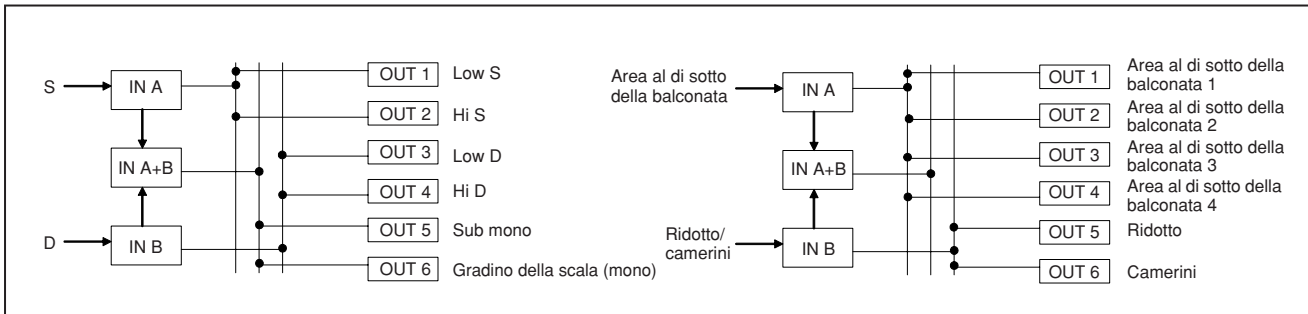 S
IN A
IN A+B
D
IN B
OUT 1
Low S
OUT 2
Hi S
OUT 3
Low D
OUT 4
Hi D
OUT 5
Sub mono
OUT 6
Gradino della scala (mono)
Area al di sotto
della balconata
IN A
IN A+B
Ridotto/
camerini
IN B
OUT 1
Area al di sotto della
balconata 1
OUT 2
Area al di sotto della
balconata 2
OUT 3
Area al di sotto della
balconata 3
OUT 4
Area al di sotto della
balconata 4
OUT 5
Ridotto
OUT 6
Camerini